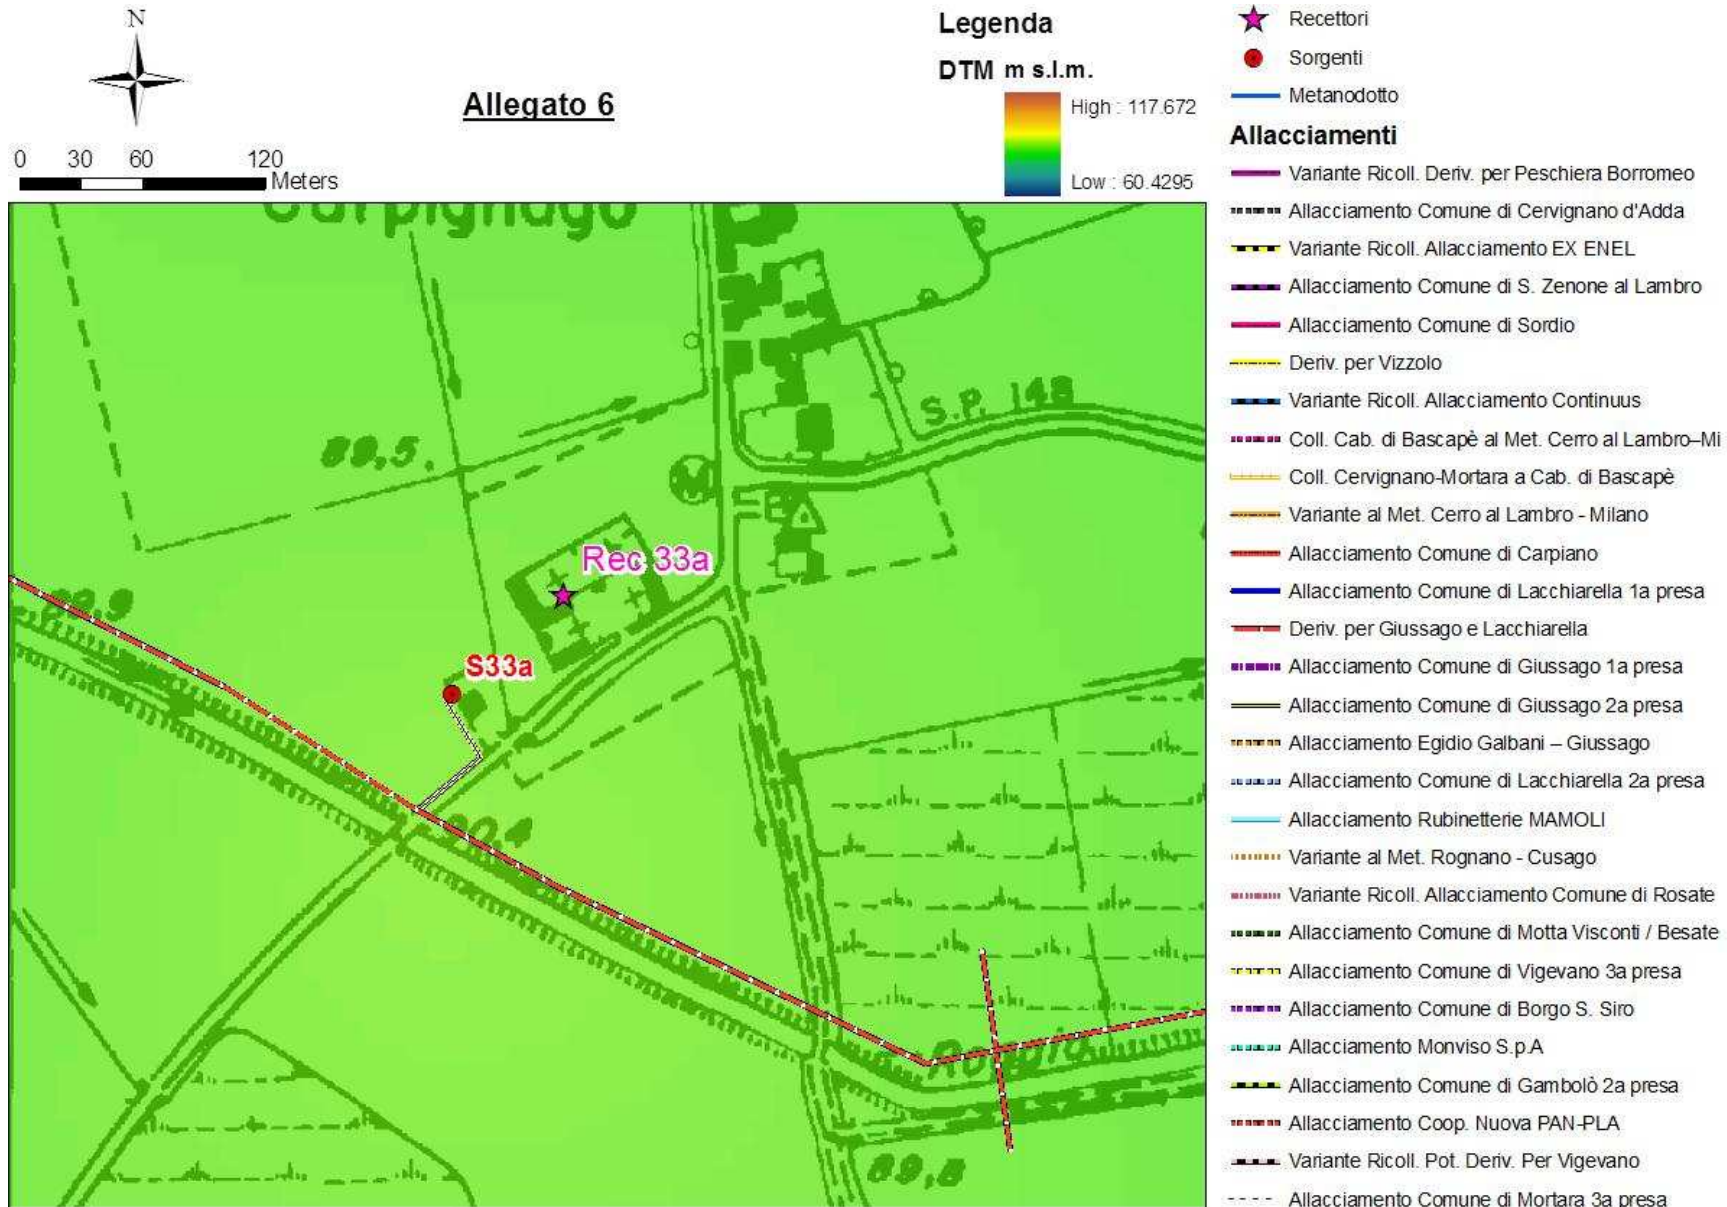 N
Allegato 6
0 30 60 120
Meters
Legenda
DTM m s.l.m.
High : 117.672
Low : 60.4295
Recettori
Sorgenti
Metanodotto
Allacciamenti
Variante Ricoll. Deriv. per Peschiera Borromeo
Allacciamento Comune di Cervignano d'Adda
Variante Ricoll. Allacciamento EX ENEL
Allacciamento Comune di S. Zenone al Lambro
Allacciamento Comune di Sordio
Deriv. per Vizzolo
Variante Ricoll. Allacciamento Continuus
Coll. Cab. di Bascapè al Met. Cerro al Lambro–Mi
Coll. Cervignano-Mortara a Cab. di Bascapè
Variante al Met. Cerro al Lambro - Milano
Allacciamento Comune di Carpiano
Allacciamento Comune di Lacchiarella 1a presa
Deriv. per Giussago e Lacchiarella
Allacciamento Comune di Giussago 1a presa
Allacciamento Comune di Giussago 2a presa
Allacciamento Egidio Galbani – Giussago
Allacciamento Comune di Lacchiarella 2a presa
Allacciamento Rubinetterie MAMOLI
Variante al Met. Rognano - Cusago
Variante Ricoll. Allacciamento Comune di Rosate
Allacciamento Comune di Motta Visconti / Besate
Allacciamento Comune di Vigevano 3a presa
Allacciamento Comune di Borgo S. Siro
Allacciamento Monviso S.p.A
Allacciamento Comune di Gambolò 2a presa
Allacciamento Coop. Nuova PAN-PLA
Variante Ricoll. Pot. Deriv. Per Vigevano
Allacciamento Comune di Mortara 3a presa
Carpignago
S.P. 148
89,5
Rec 33a
S33a
90,4
Roggia
89,8